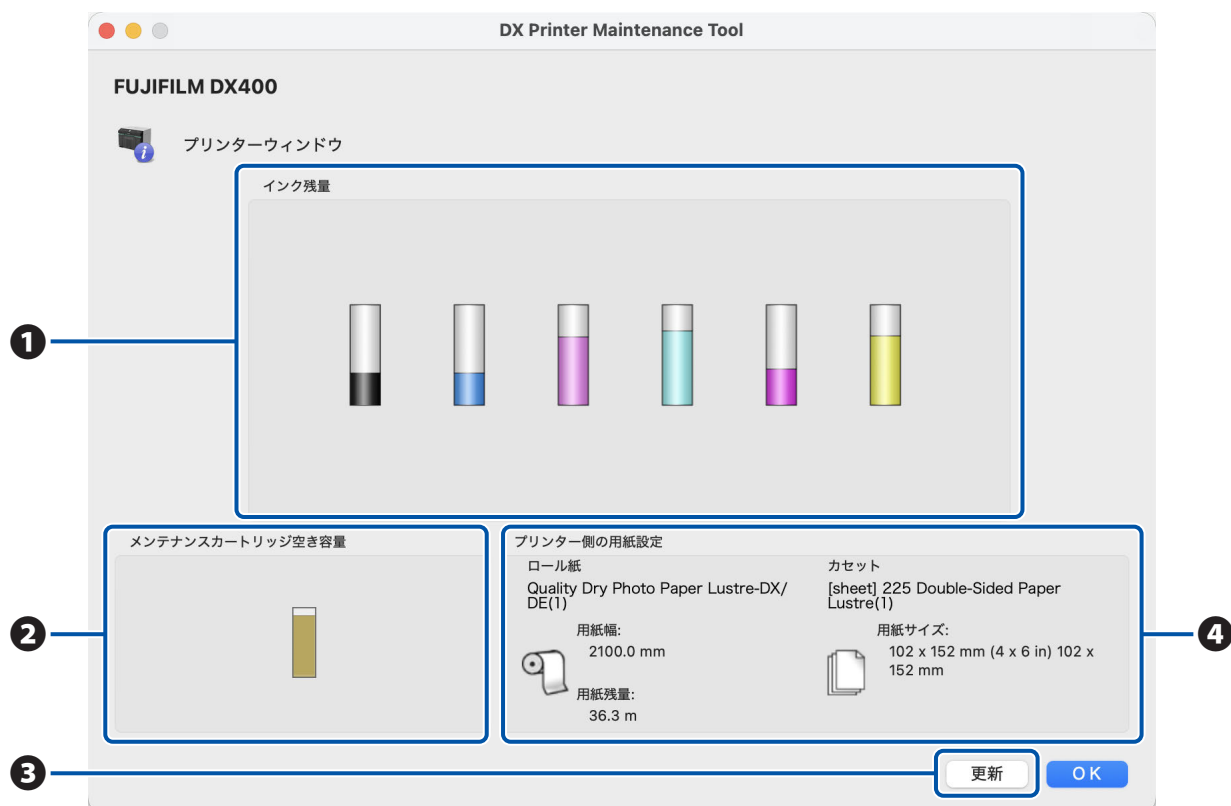 DX Printer Maintenance Tool
FUJIFILM DX400
プリンターウィンドウ
インク残量
1
メンテナンスカートリッジ空き容量
2
プリンター側の用紙設定
ロール紙
Quality Dry Photo Paper Lustre-DX/
DE(1)
用紙幅:
2100.0 mm
用紙残量:
36.3 m
カセット
[sheet] 225 Double-Sided Paper
Lustre(1)
用紙サイズ:
102 x 152 mm (4 x 6 in) 102 x
152 mm
4
3
更新
OK